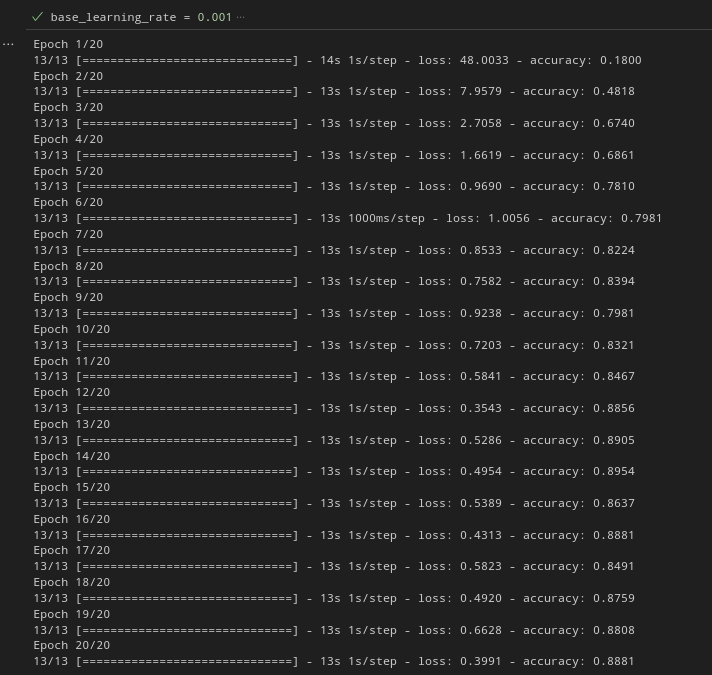 base_learning_rate = 0.001 ...
... Epoch 1/20
13/13 [==============================] - 14s 1s/step - loss: 48.0033 - accuracy: 0.1800
Epoch 2/20
13/13 [==============================] - 13s 1s/step - loss: 7.9579 - accuracy: 0.4818
Epoch 3/20
13/13 [==============================] - 13s 1s/step - loss: 2.7058 - accuracy: 0.6740
Epoch 4/20
13/13 [==============================] - 13s 1s/step - loss: 1.6619 - accuracy: 0.6861
Epoch 5/20
13/13 [==============================] - 13s 1s/step - loss: 0.9690 - accuracy: 0.7810
Epoch 6/20
13/13 [==============================] - 13s 1000ms/step - loss: 1.0056 - accuracy: 0.7981
Epoch 7/20
13/13 [==============================] - 13s 1s/step - loss: 0.8533 - accuracy: 0.8224
Epoch 8/20
13/13 [==============================] - 13s 1s/step - loss: 0.7582 - accuracy: 0.8394
Epoch 9/20
13/13 [==============================] - 13s 1s/step - loss: 0.9238 - accuracy: 0.7981
Epoch 10/20
13/13 [==============================] - 13s 1s/step - loss: 0.7203 - accuracy: 0.8321
Epoch 11/20
13/13 [==============================] - 13s 1s/step - loss: 0.5841 - accuracy: 0.8467
Epoch 12/20
13/13 [==============================] - 13s 1s/step - loss: 0.3543 - accuracy: 0.8856
Epoch 13/20
13/13 [==============================] - 13s 1s/step - loss: 0.5286 - accuracy: 0.8905
Epoch 14/20
13/13 [==============================] - 13s 1s/step - loss: 0.4954 - accuracy: 0.8954
Epoch 15/20
13/13 [==============================] - 13s 1s/step - loss: 0.5389 - accuracy: 0.8637
Epoch 16/20
13/13 [==============================] - 13s 1s/step - loss: 0.4313 - accuracy: 0.8881
Epoch 17/20
13/13 [==============================] - 13s 1s/step - loss: 0.5823 - accuracy: 0.8491
Epoch 18/20
13/13 [==============================] - 13s 1s/step - loss: 0.4920 - accuracy: 0.8759
Epoch 19/20
13/13 [==============================] - 13s 1s/step - loss: 0.6628 - accuracy: 0.8808
Epoch 20/20
13/13 [==============================] - 13s 1s/step - loss: 0.3991 - accuracy: 0.8881